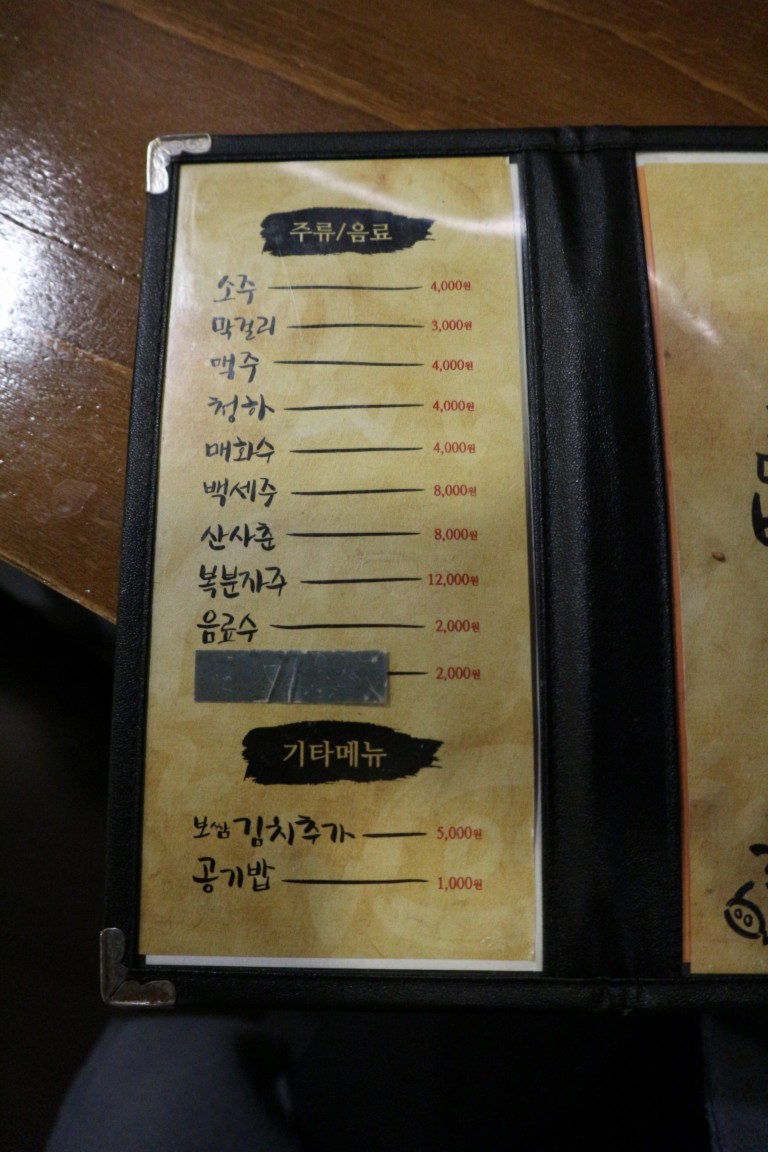 주류/음료
소주 4,000원
막걸리 3,000원
맥주 4,000원
청하 4,000원
매화수 4,000원
백세주 8,000원
산사춘 8,000원
복분자주 12,000원
음료수 2,000원
2,000원
기타메뉴
보쌈김치추가 5,000원
공기밥 1,000원